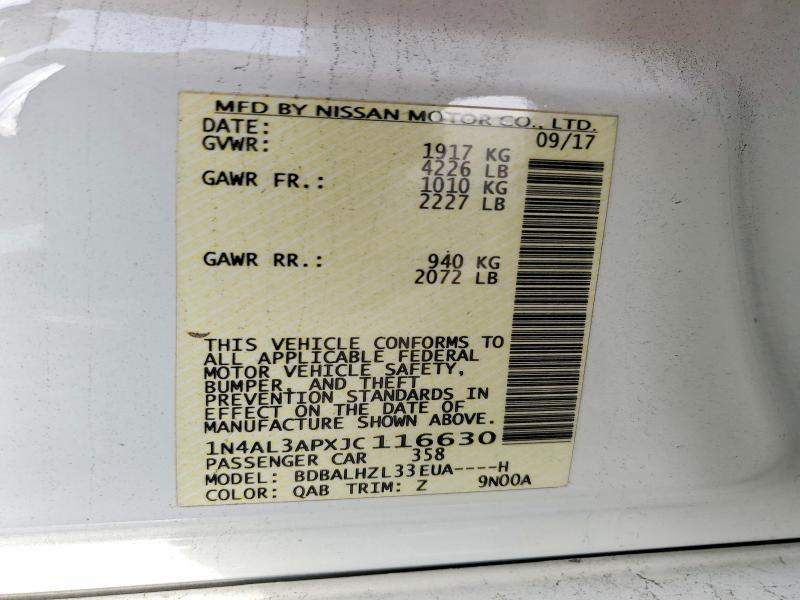 MFD BY NISSAN MOTOR CO., LTD.
DATE: 09/17
GVWR: 1917 KG
4226 LB
GAWR FR.: 1010 KG
2227 LB
GAWR RR.: 940 KG
2072 LB
THIS VEHICLE CONFORMS TO
ALL APPLICABLE FEDERAL
MOTOR VEHICLE SAFETY,
BUMPER, AND THEFT
PREVENTION STANDARDS IN
EFFECT ON THE DATE OF
MANUFACTURE SHOWN ABOVE.
1N4AL3APXJC116630
PASSENGER CAR 358
MODEL: BDBALHZL33EUA----H
COLOR: QAB TRIM: Z 9N00A